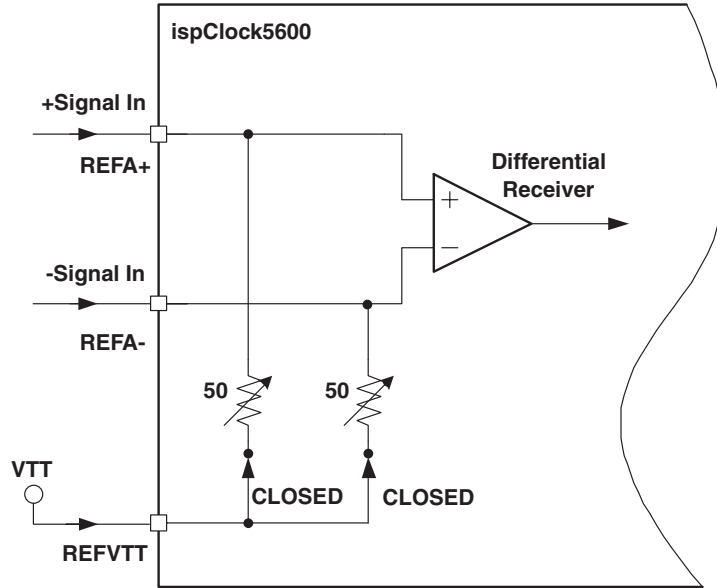 ispClock5600
+Signal In
REFA+
Differential
Receiver
+
−
-Signal In
REFA-
50
50
VTT
CLOSED
CLOSED
REFVTT